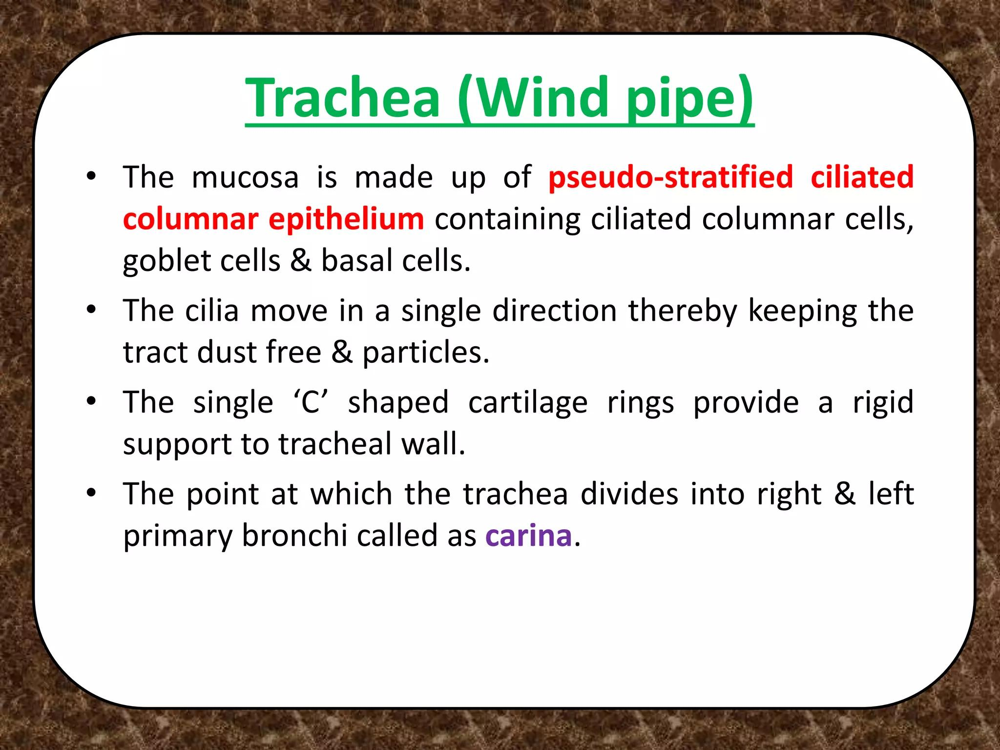 Trachea (Wind pipe)
• The mucosa is made up of pseudo-stratified ciliated
columnar epithelium containing ciliated columnar cells,
goblet cells & basal cells.
• The cilia move in a single direction thereby keeping the
tract dust free & particles.
• The single ‘C’ shaped cartilage rings provide a rigid
support to tracheal wall.
• The point at which the trachea divides into right & left
primary bronchi called as carina.